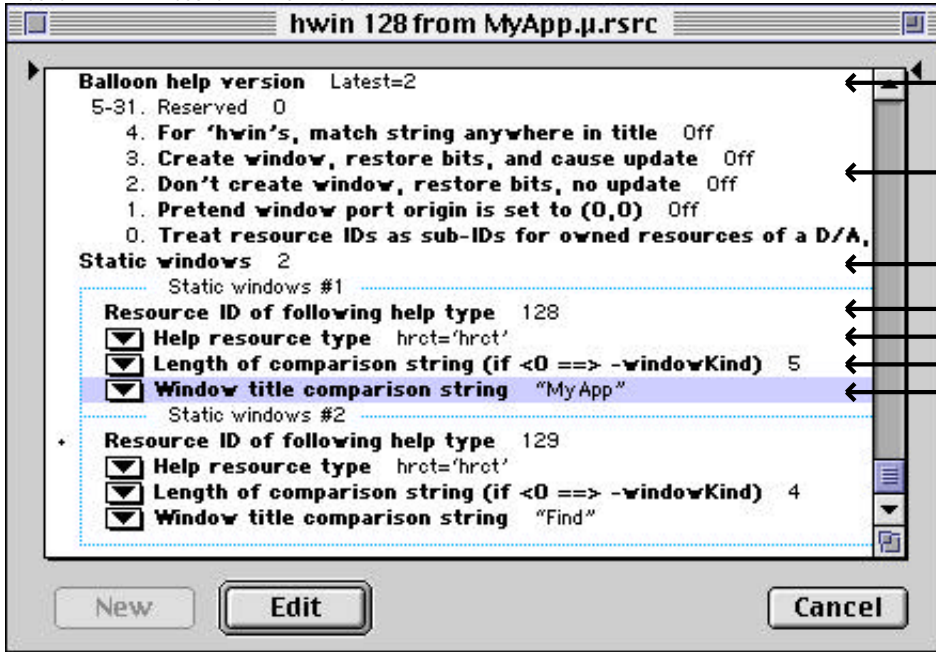 hwin 128 from MyApp.µ.rsrc
Balloon help version Latest=2
5-31. Reserved 0
4. For ‘hwin’s, match string anywhere in title Off
3. Create window, restore bits, and cause update Off
2. Don’t create window, restore bits, no update Off
1. Pretend window port origin is set to (0,0) Off
0. Treat resource IDs as sub-IDs for owned resources of a D/A,
Static windows 2
Static windows #1
Resource ID of following help type 128
Help resource type hrct=‘hrct’
Length of comparison string (if <0 ==> -windowKind) 5
Window title comparison string “My App”
Static windows #2
Resource ID of following help type 129
Help resource type hrct=‘hrct’
Length of comparison string (if <0 ==> -windowKind) 4
Window title comparison string “Find”
New Edit Cancel